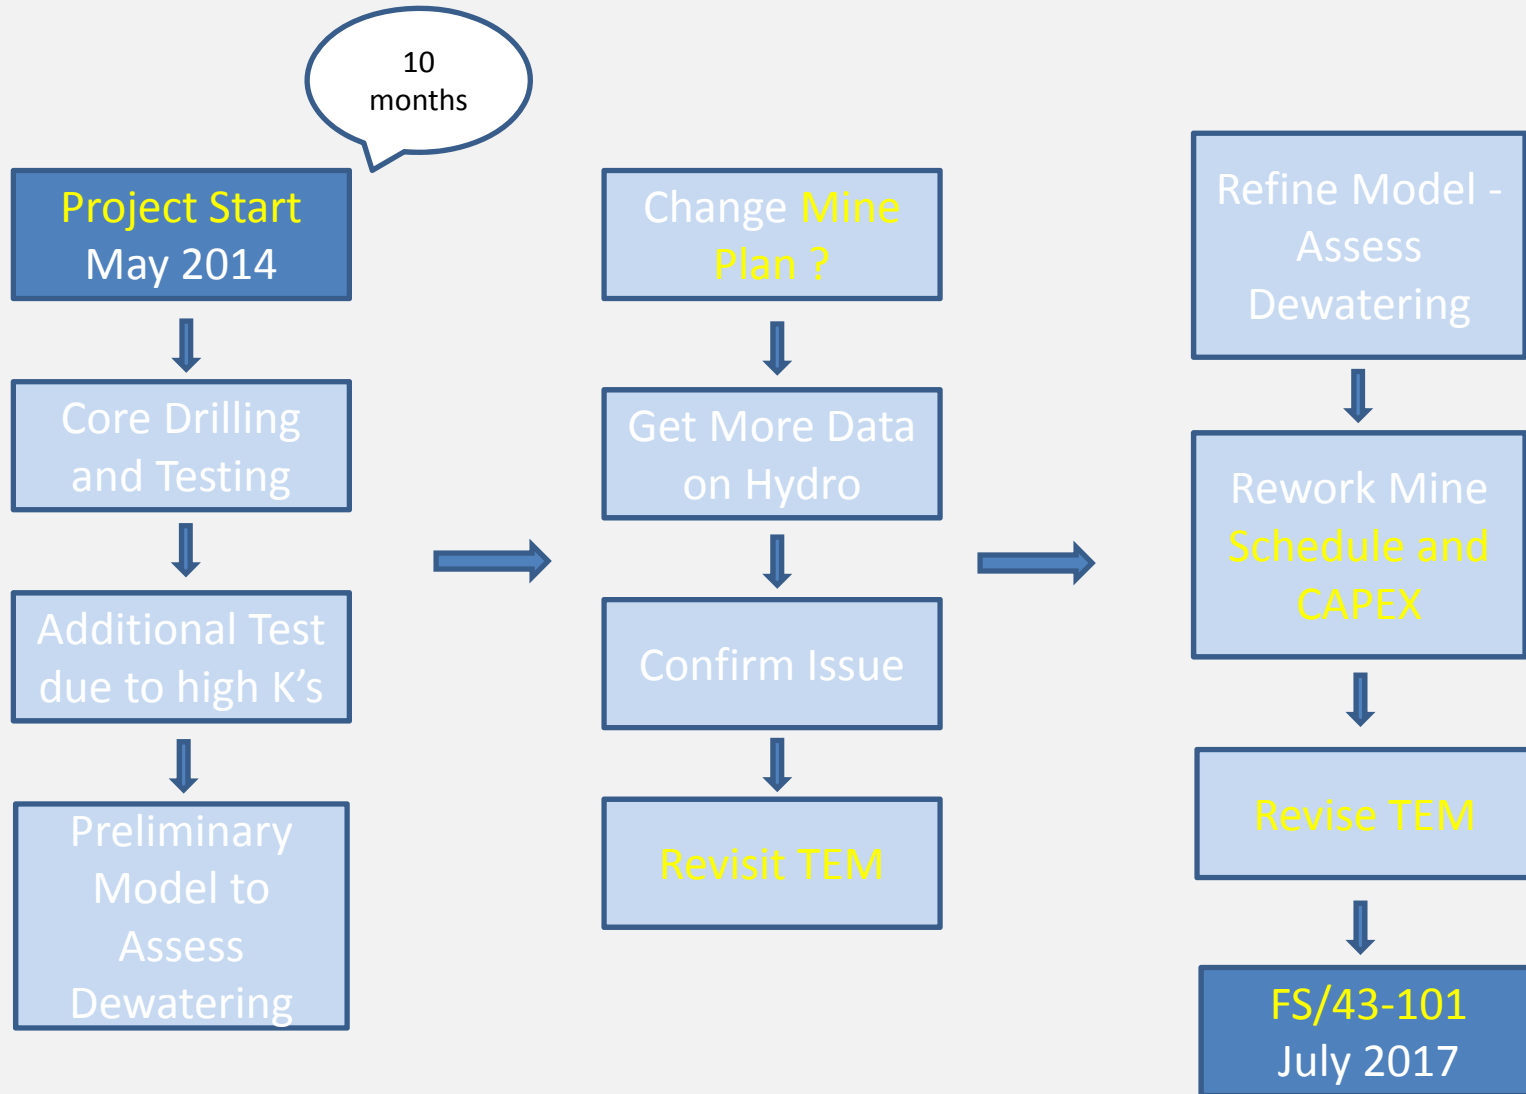 10
months
Project Start
May 2014
Core Drilling
and Testing
Additional Test
due to high K’s
Preliminary
Model to
Assess
Dewatering
Change Mine
Plan ?
Get More Data
on Hydro
Confirm Issue
Revisit TEM
Refine Model -
Assess
Dewatering
Rework Mine
Schedule and
CAPEX
Revise TEM
FS/43-101
July 2017